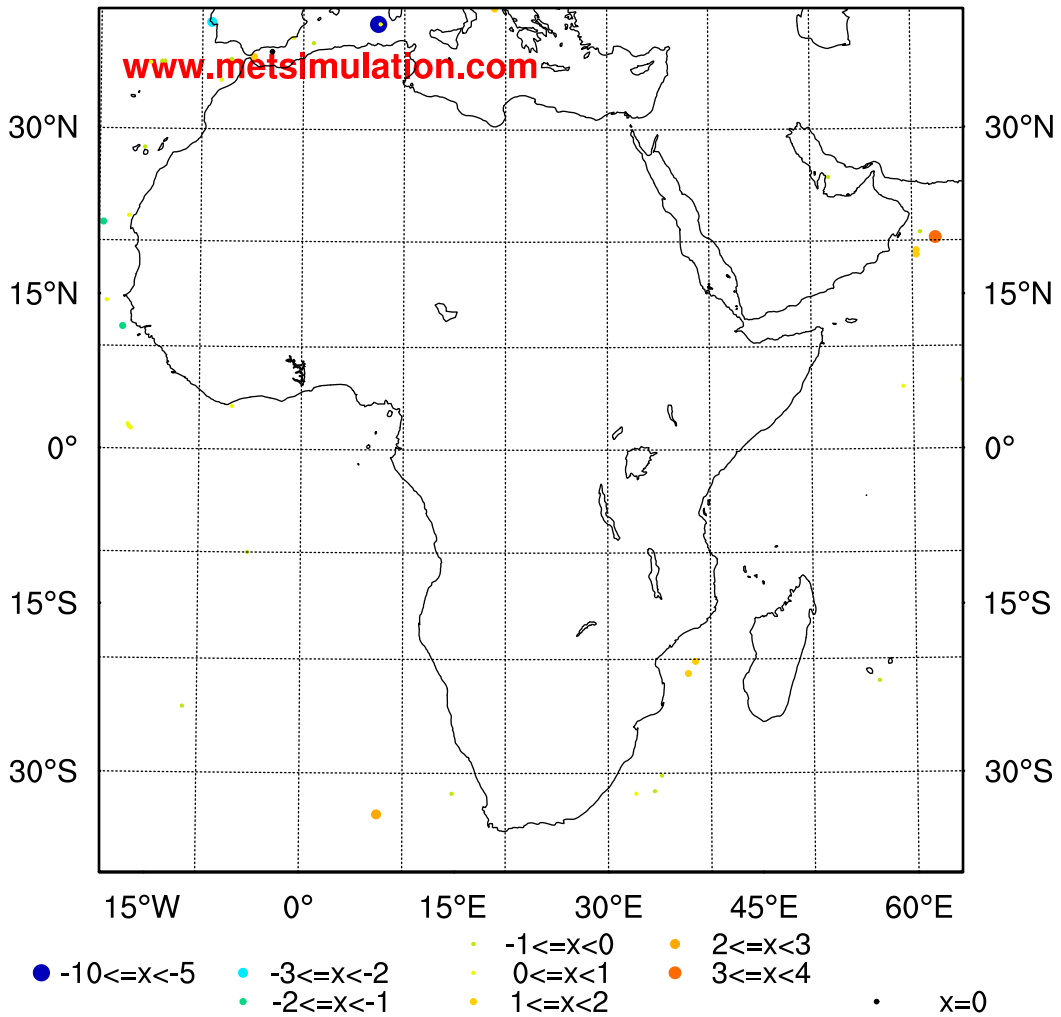 www.metsimulation.com
30°N 30°N
15°N 15°N
0° 0°
15°S 15°S
30°S 30°S
15°W 0° 15°E 30°E 45°E 60°E
-1<=x<0 2<=x<3
-10<=x<-5 -3<=x<-2 0<=x<1 3<=x<4
-2<=x<-1 1<=x<2 x=0